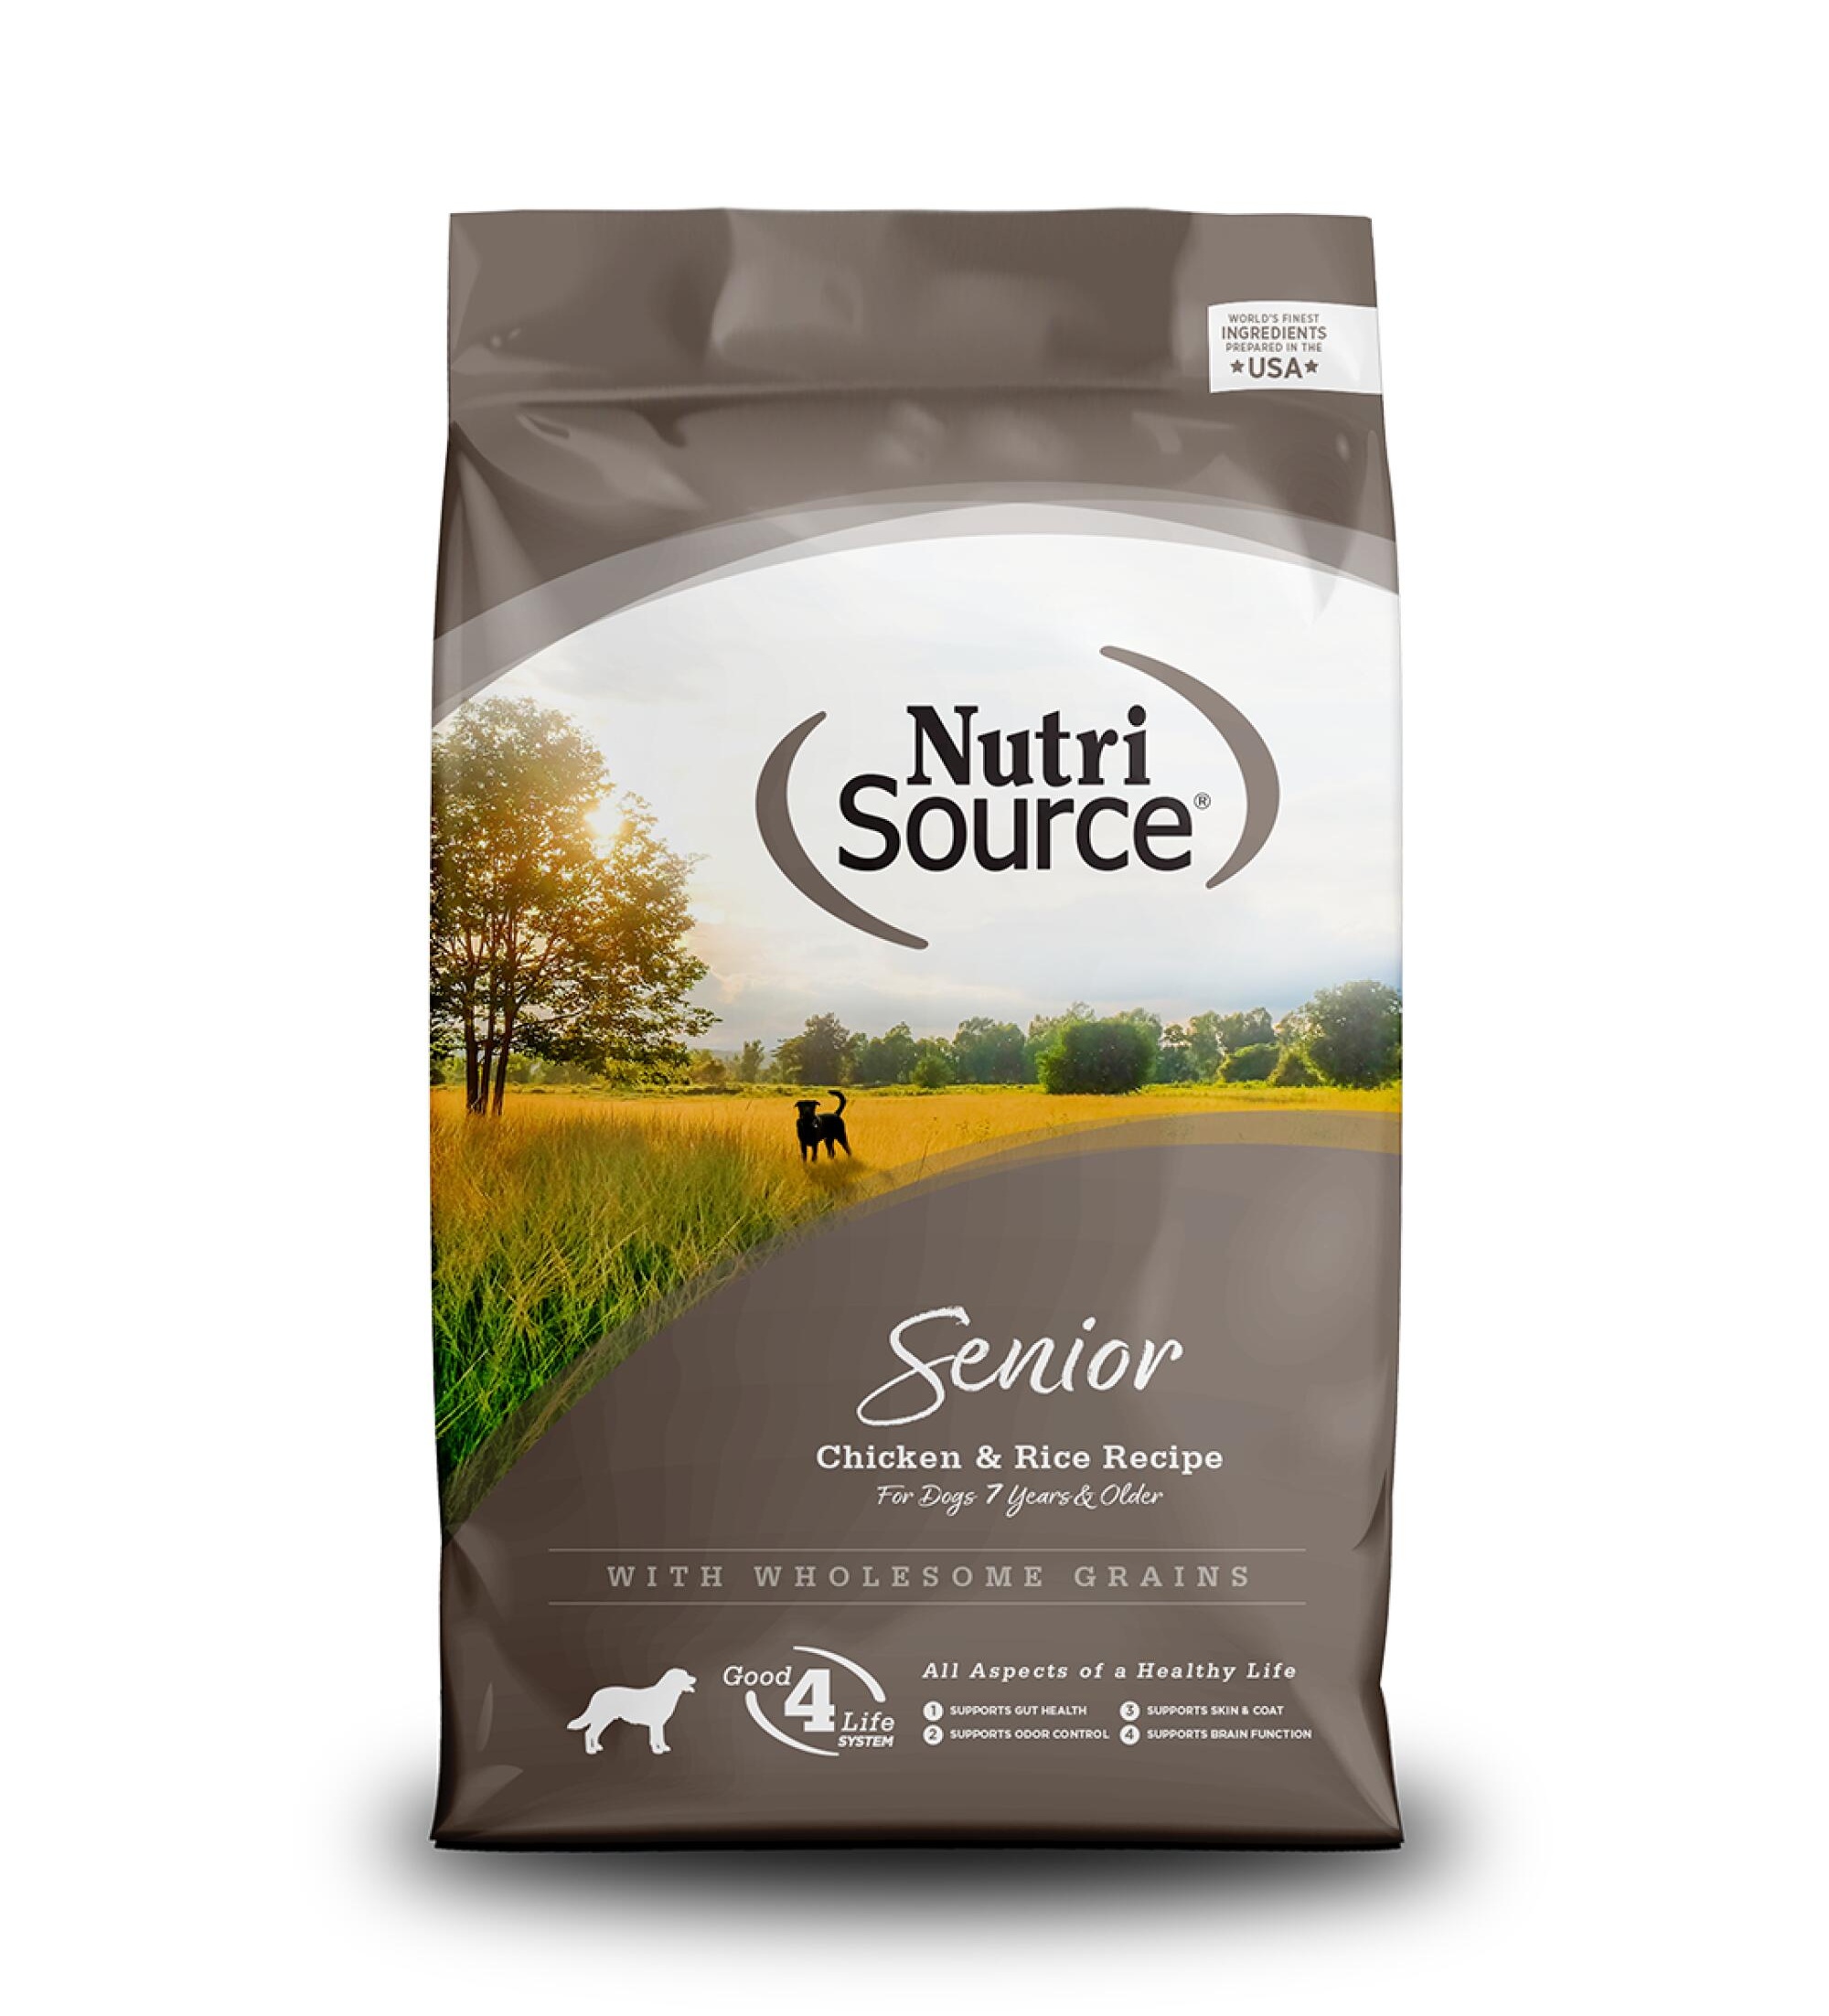 WORLD'S FINEST
INGREDIENTS
PREPARED IN THE
★USA★
Nutri
Source®
Senior
Chicken & Rice Recipe
For Dogs 7 Years & Older
WITH WHOLESOME GRAINS
Good 4 Life
SYSTEM
All Aspects of a Healthy Life
1 SUPPORTS GUT HEALTH
2 SUPPORTS ODOR CONTROL
3 SUPPORTS SKIN & COAT
4 SUPPORTS BRAIN FUNCTION